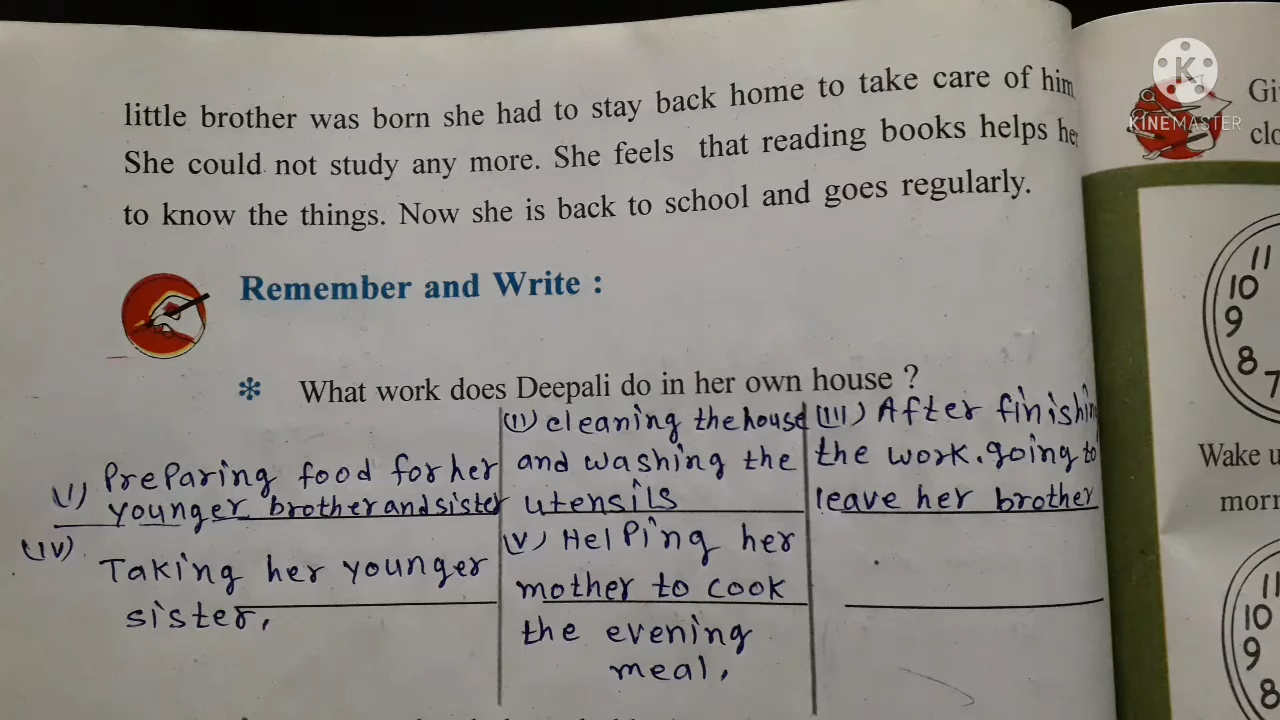 little brother was born she had to stay back home to take care of him
She could not study any more. She feels that reading books helps her
to know the things. Now she is back to school and goes regularly.
Remember and Write :
* What work does Deepali do in her own house ?
(I) Preparing food for her
younger brother and sister
(II) cleaning the house
and washing the
utensils
(III) After finishing
the work. going to
leave her brother
(IV) Taking her younger
sister,
(V) Helping her
mother to cook
the evening
meal,
K
KINEMASTER
Wake u
11
10
9
8
7
11
10
9
8